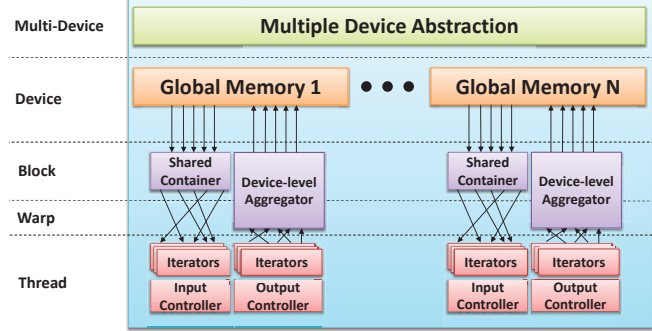 Multi-Device
Multiple Device Abstraction
Device
Global Memory 1
Global Memory N
Block
Shared
Container
Device-level
Aggregator
Shared
Container
Device-level
Aggregator
Warp
Thread
Iterators
Iterators
Iterators
Iterators
Input
Controller
Output
Controller
Input
Controller
Output
Controller